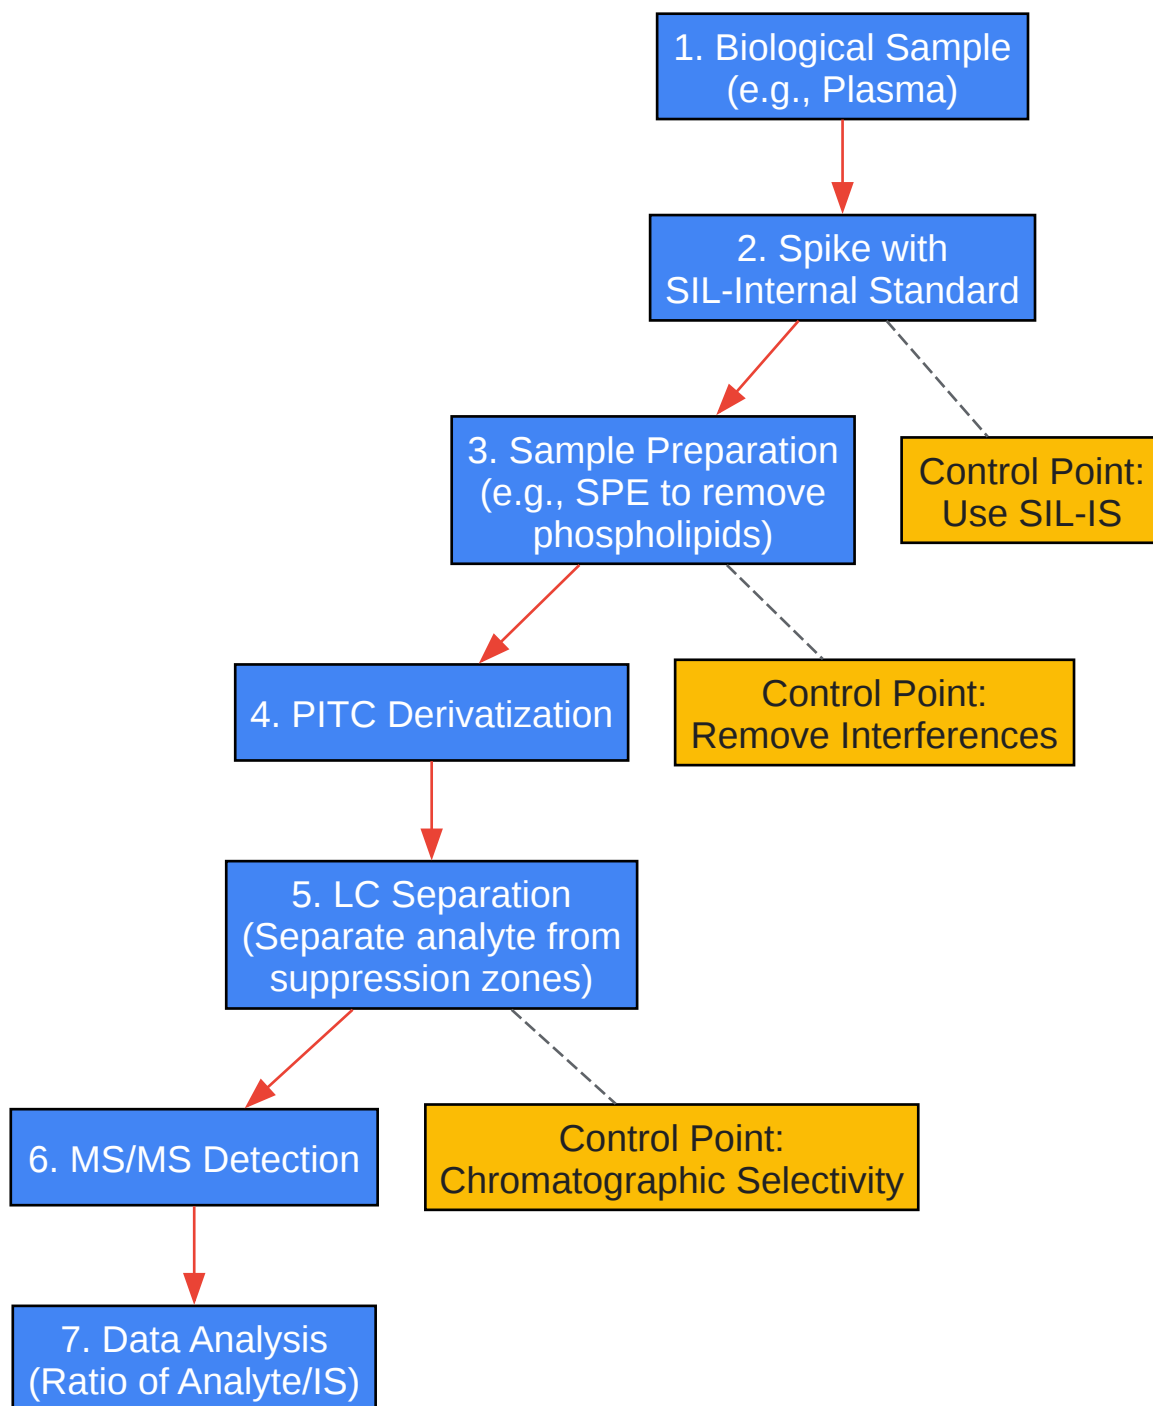 1. Biological Sample
(e.g., Plasma)
2. Spike with
SIL-Internal Standard
3. Sample Preparation
(e.g., SPE to remove
phospholipids)
Control Point:
Use SIL-IS
4. PITC Derivatization
Control Point:
Remove Interferences
5. LC Separation
(Separate analyte from
suppression zones)
6. MS/MS Detection
Control Point:
Chromatographic Selectivity
7. Data Analysis
(Ratio of Analyte/IS)